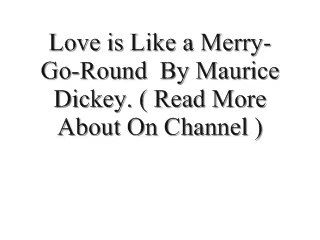 Love is Like a Merry-
Go-Round  By Maurice
Dickey. ( Read More
About On Channel )